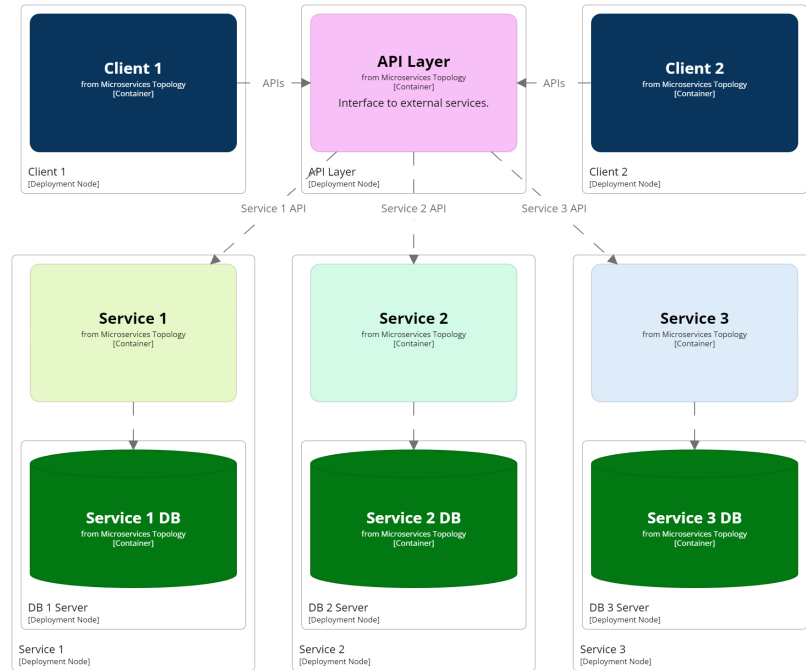 Client 1
from Microservices Topology
[Container]
APIs
API Layer
from Microservices Topology
[Container]
Interface to external services.
APIs
Client 2
from Microservices Topology
[Container]
Client 1
[Deployment Node]
API Layer
[Deployment Node]
Client 2
[Deployment Node]
Service 1 API
Service 2 API
Service 3 API
Service 1
from Microservices Topology
[Container]
Service 2
from Microservices Topology
[Container]
Service 3
from Microservices Topology
[Container]
Service 1 DB
from Microservices Topology
[Container]
Service 2 DB
from Microservices Topology
[Container]
Service 3 DB
from Microservices Topology
[Container]
DB 1 Server
[Deployment Node]
DB 2 Server
[Deployment Node]
DB 3 Server
[Deployment Node]
Service 1
[Deployment Node]
Service 2
[Deployment Node]
Service 3
[Deployment Node]